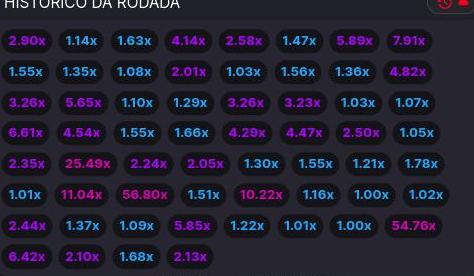 HISTÓRICO DA RODADA
2.90x 1.14x 1.63x 4.14x 2.58x 1.47x 5.89x 7.91x
1.55x 1.35x 1.08x 2.01x 1.03x 1.56x 1.36x 4.82x
3.26x 5.65x 1.10x 1.29x 3.26x 3.23x 1.03x 1.07x
6.61x 4.54x 1.55x 1.66x 4.29x 4.47x 2.50x 1.05x
2.35x 25.49x 2.24x 2.05x 1.30x 1.55x 1.21x 1.78x
1.01x 11.04x 56.80x 1.51x 10.22x 1.16x 1.00x 1.02x
2.44x 1.37x 1.09x 5.85x 1.22x 1.01x 1.00x 54.76x
6.42x 2.10x 1.68x 2.13x